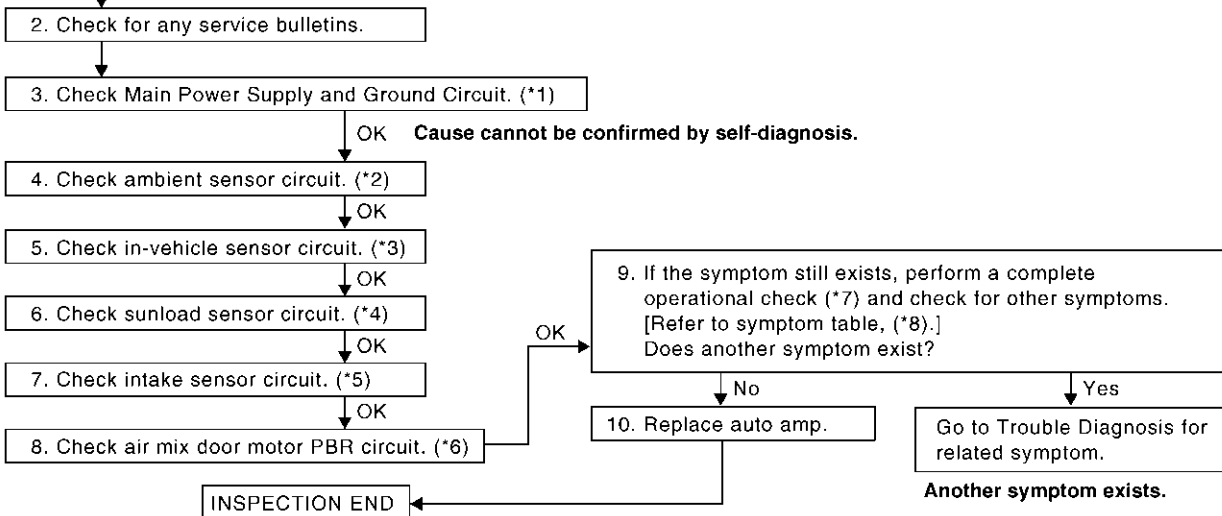 2. Check for any service bulletins.
3. Check Main Power Supply and Ground Circuit. (*1)
OK
Cause cannot be confirmed by self-diagnosis.
4. Check ambient sensor circuit. (*2)
OK
5. Check in-vehicle sensor circuit. (*3)
OK
6. Check sunload sensor circuit. (*4)
OK
7. Check intake sensor circuit. (*5)
OK
8. Check air mix door motor PBR circuit. (*6)
OK
9. If the symptom still exists, perform a complete
operational check (*7) and check for other symptoms.
[Refer to symptom table, (*8).]
Does another symptom exist?
No
Yes
10. Replace auto amp.
Go to Trouble Diagnosis for
related symptom.
Another symptom exists.
INSPECTION END